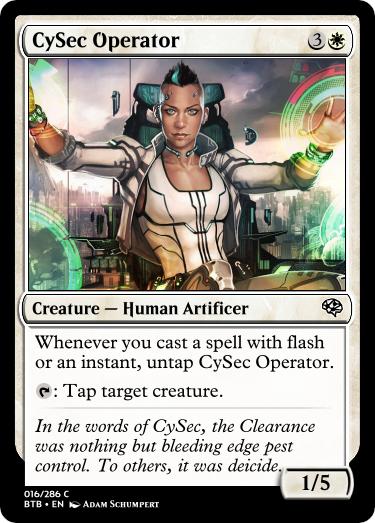 CySec Operator 3
Creature — Human Artificer
Whenever you cast a spell with flash
or an instant, untap CySec Operator.
: Tap target creature.
In the words of CySec, the Clearance
was nothing but bleeding edge pest
control. To others, it was deicide.
1/5
016/286 C
BTB • EN Adam Schumpert